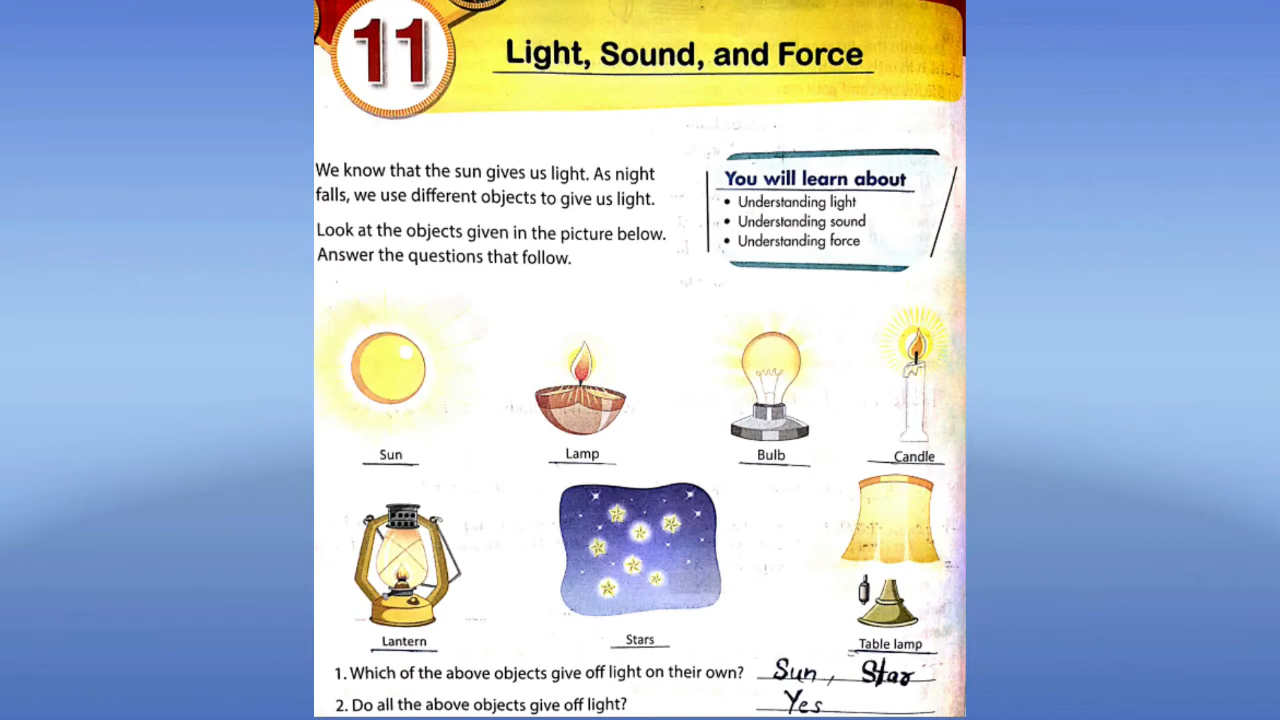 11
Light, Sound, and Force
We know that the sun gives us light. As night
falls, we use different objects to give us light.
Look at the objects given in the picture below.
Answer the questions that follow.
You will learn about
• Understanding light
• Understanding sound
• Understanding force
Sun
Lamp
Bulb
Candle
Lantern
Stars
Table lamp
1. Which of the above objects give off light on their own? Sun, Star
2. Do all the above objects give off light? Yes